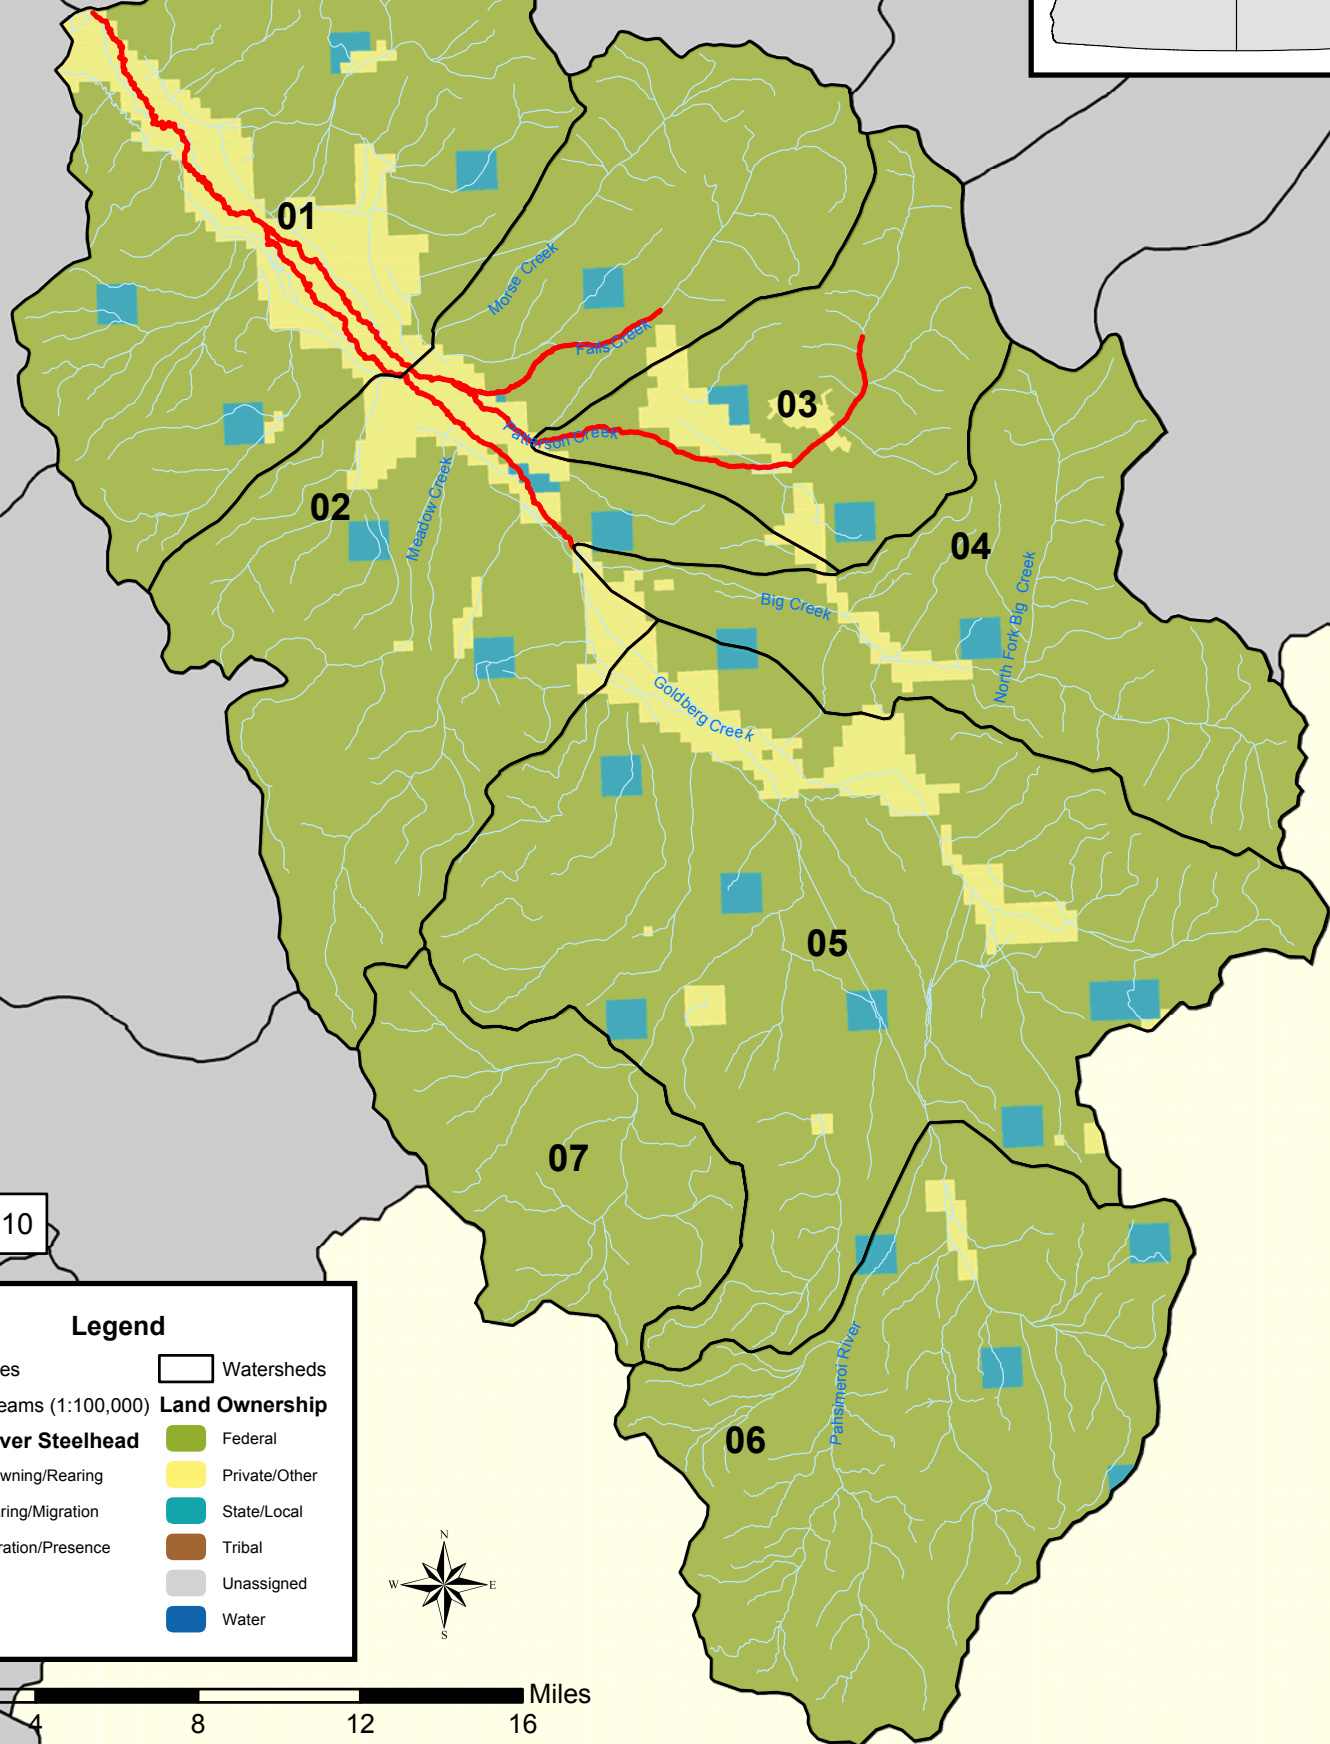 01
Morse Creek
Falls Creek
03
Patterson Creek
02
Meadow Creek
04
Big Creek
North Fork Big Creek
Goldberg Creek
05
07
10
Pahsimeroi River
06
Legend
es
Watersheds
eams (1:100,000)
Land Ownership
ver Steelhead
Federal
wning/Rearing
Private/Other
ring/Migration
State/Local
ration/Presence
Tribal
Unassigned
Water
N
W
E
S
Miles
4
8
12
16